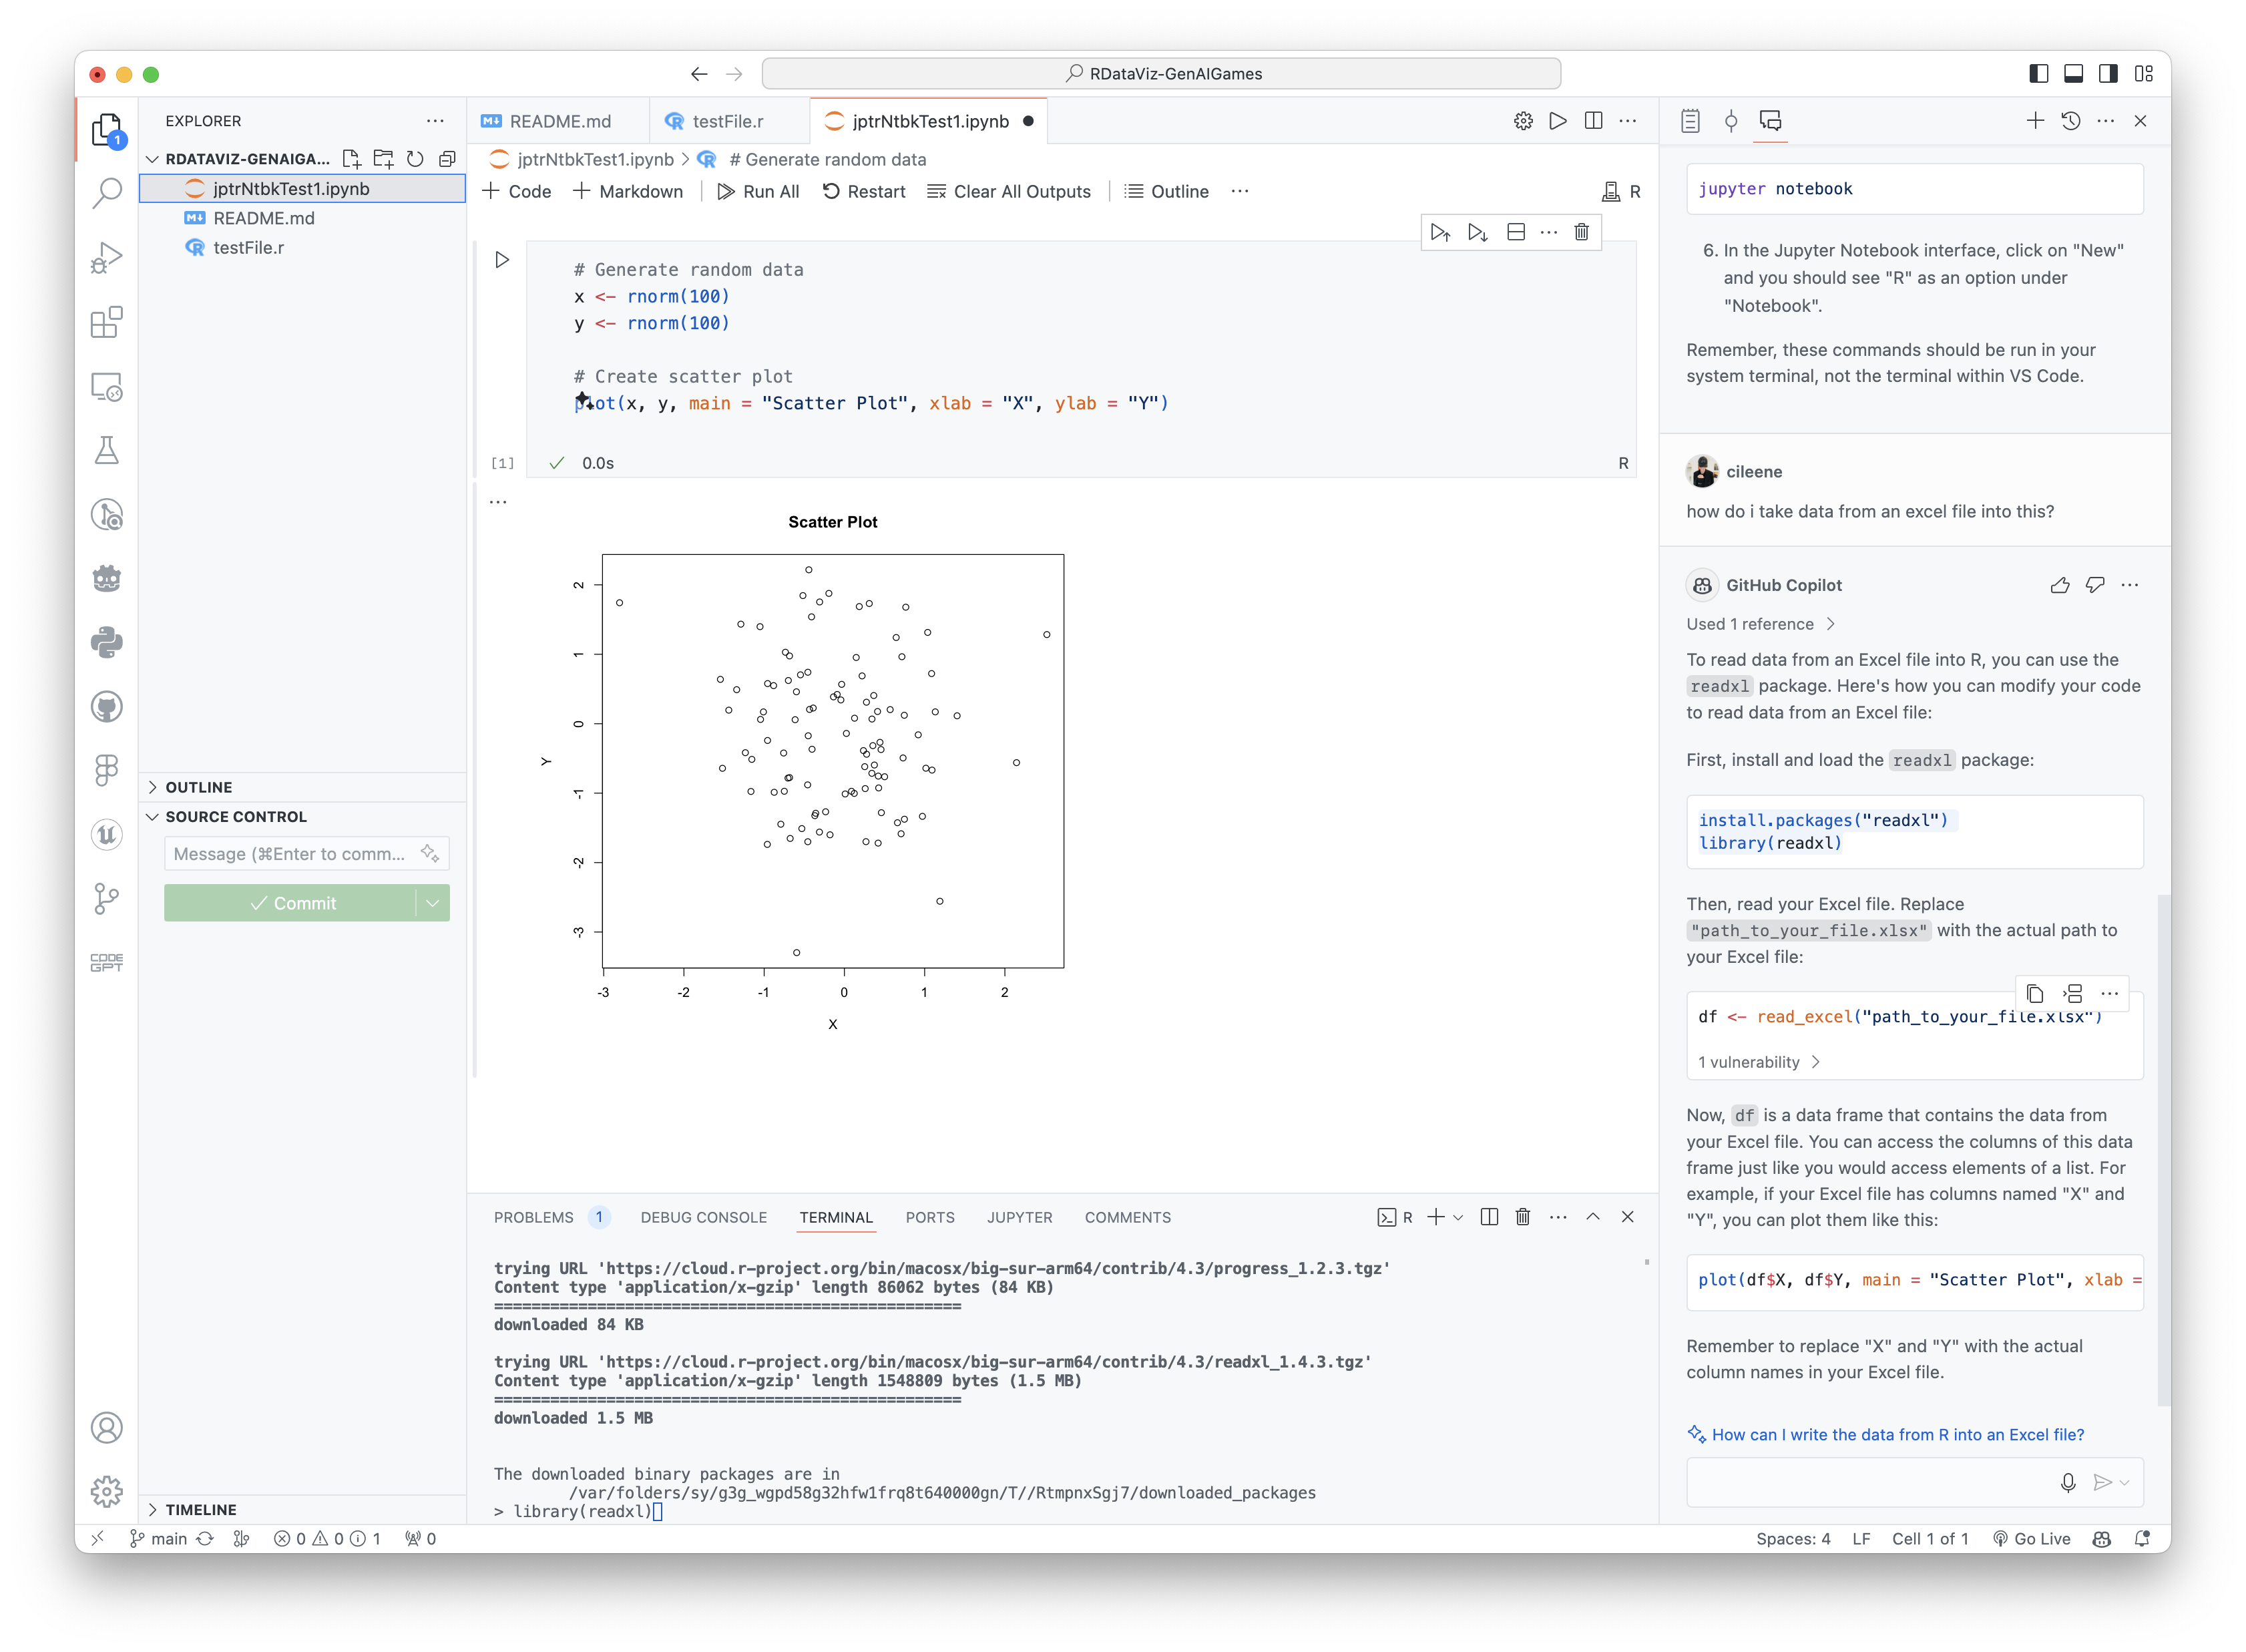 RDataViz-GenAIGames
1
EXPLORER
RDATAVIZ-GENAIGA...
jptrNtbkTest1.ipynb
README.md
testFile.r
OUTLINE
SOURCE CONTROL
Message (⌘Enter to comm...
Commit
TIMELINE
CODE
GPT
README.md
testFile.r
jptrNtbkTest1.ipynb
jptrNtbkTest1.ipynb > # Generate random data
+ Code + Markdown Run All Restart Clear All Outputs Outline ... R
# Generate random data
x <- rnorm(100)
y <- rnorm(100)
# Create scatter plot
plot(x, y, main = "Scatter Plot", xlab = "X", ylab = "Y")
[1] 0.0s R
...
Scatter Plot
2
1
0
-1
-2
-3
Y
-3 -2 -1 0 1 2
X
PROBLEMS 1 DEBUG CONSOLE TERMINAL PORTS JUPYTER COMMENTS R
trying URL 'https://cloud.r-project.org/bin/macosx/big-sur-arm64/contrib/4.3/progress_1.2.3.tgz'
Content type 'application/x-gzip' length 86062 bytes (84 KB)
==================================================
downloaded 84 KB
trying URL 'https://cloud.r-project.org/bin/macosx/big-sur-arm64/contrib/4.3/readxl_1.4.3.tgz'
Content type 'application/x-gzip' length 1548809 bytes (1.5 MB)
==================================================
downloaded 1.5 MB
The downloaded binary packages are in
/var/folders/sy/g3g_wgpd58g32hfw1frq8t640000gn/T//RtmpnxSgj7/downloaded_packages
> library(readxl)
jupyter notebook
6. In the Jupyter Notebook interface, click on "New"
and you should see "R" as an option under
"Notebook".
Remember, these commands should be run in your
system terminal, not the terminal within VS Code.
cileene
how do i take data from an excel file into this?
GitHub Copilot
Used 1 reference >
To read data from an Excel file into R, you can use the
readxl package. Here's how you can modify your code
to read data from an Excel file:
First, install and load the readxl package:
install.packages("readxl")
library(readxl)
Then, read your Excel file. Replace
"path_to_your_file.xlsx" with the actual path to
your Excel file:
df <- read_excel("path_to_your_file.xlsx")
1 vulnerability >
Now, df is a data frame that contains the data from
your Excel file. You can access the columns of this data
frame just like you would access elements of a list. For
example, if your Excel file has columns named "X" and
"Y", you can plot them like this:
plot(df$X, df$Y, main = "Scatter Plot", xlab =
Remember to replace "X" and "Y" with the actual
column names in your Excel file.
How can I write the data from R into an Excel file?
main 0 0 1 0
Spaces: 4 LF Cell 1 of 1 Go Live